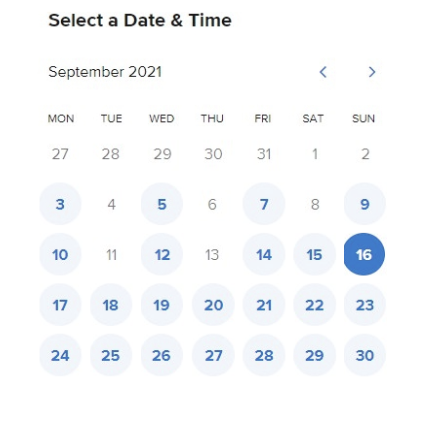 Select a Date & Time
September 2021
MON TUE WED THU FRI SAT SUN
27 28 29 30 31 1 2
3 4 5 6 7 8 9
10 11 12 13 14 15 16
17 18 19 20 21 22 23
24 25 26 27 28 29 30